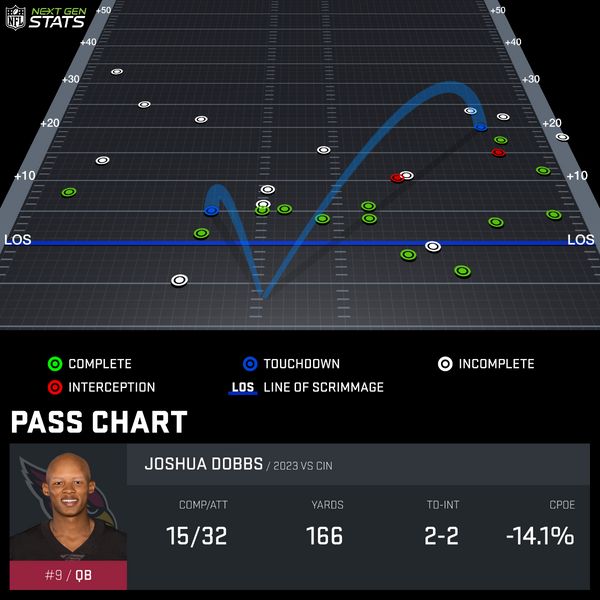 NFL NEXT GEN STATS
+50 +50
+40 +40
+30 +30
+20 +20
+10 +10
LOS LOS
COMPLETE TOUCHDOWN INCOMPLETE
INTERCEPTION LOS LINE OF SCRIMMAGE
PASS CHART
JOSHUA DOBBS / 2023 VS CIN
COMP/ATT YARDS TD-INT CPOE
15/32 166 2-2 -14.1%
#9 / QB